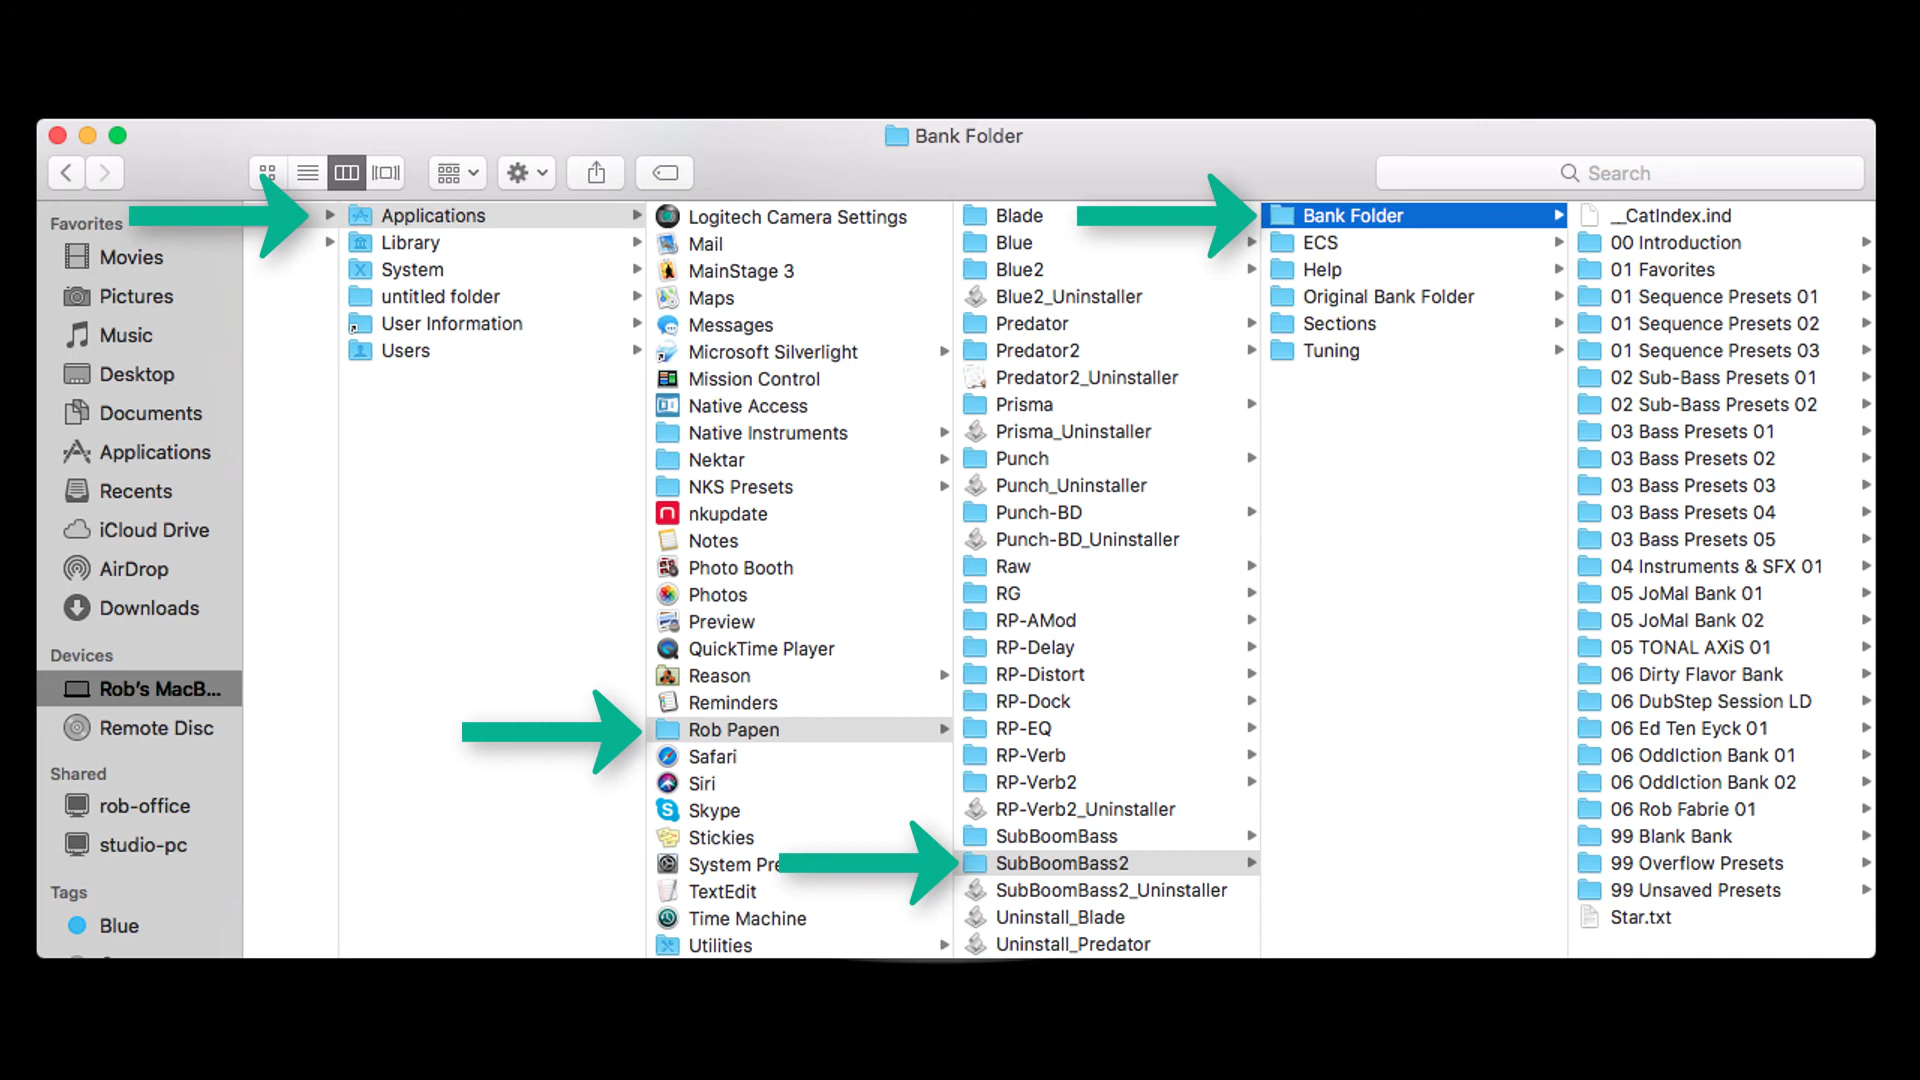 Bank Folder
Search
Favorites
Movies
Pictures
Music
Desktop
Documents
Applications
Recents
iCloud Drive
AirDrop
Downloads
Devices
Rob's MacB...
Remote Disc
Shared
rob-office
studio-pc
Tags
Blue
Applications
Library
System
untitled folder
User Information
Users
Logitech Camera Settings
Mail
MainStage 3
Maps
Messages
Microsoft Silverlight
Mission Control
Native Access
Native Instruments
Nektar
NKS Presets
nkupdate
Notes
Photo Booth
Photos
Preview
QuickTime Player
Reason
Reminders
Rob Papen
Safari
Siri
Skype
Stickies
System Pre
TextEdit
Time Machine
Utilities
Blade
Blue
Blue2
Blue2_Uninstaller
Predator
Predator2
Predator2_Uninstaller
Prisma
Prisma_Uninstaller
Punch
Punch_Uninstaller
Punch-BD
Punch-BD_Uninstaller
Raw
RG
RP-AMod
RP-Delay
RP-Distort
RP-Dock
RP-EQ
RP-Verb
RP-Verb2
RP-Verb2_Uninstaller
SubBoomBass
SubBoomBass2
SubBoomBass2_Uninstaller
Uninstall_Blade
Uninstall_Predator
Bank Folder
ECS
Help
Original Bank Folder
Sections
Tuning
__CatIndex.ind
00 Introduction
01 Favorites
01 Sequence Presets 01
01 Sequence Presets 02
01 Sequence Presets 03
02 Sub-Bass Presets 01
02 Sub-Bass Presets 02
03 Bass Presets 01
03 Bass Presets 02
03 Bass Presets 03
03 Bass Presets 04
03 Bass Presets 05
04 Instruments & SFX 01
05 JoMal Bank 01
05 JoMal Bank 02
05 TONAL AXiS 01
06 Dirty Flavor Bank
06 DubStep Session LD
06 Ed Ten Eyck 01
06 OddIction Bank 01
06 OddIction Bank 02
06 Rob Fabrie 01
99 Blank Bank
99 Overflow Presets
99 Unsaved Presets
Star.txt